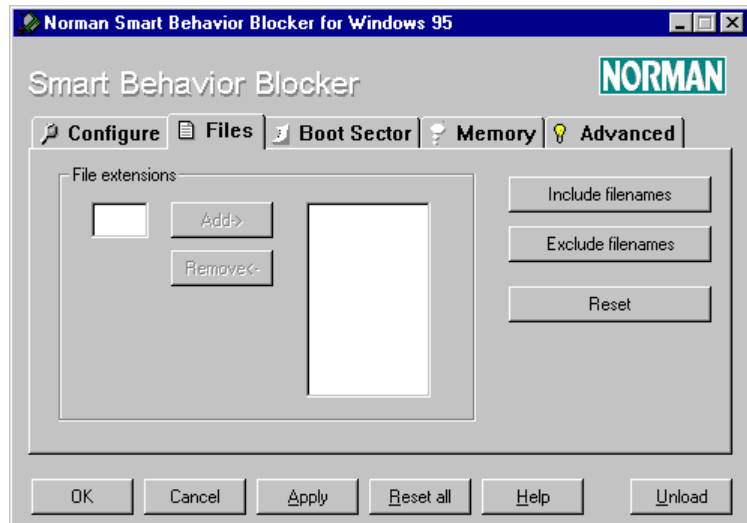 Norman Smart Behavior Blocker for Windows 95
Smart Behavior Blocker
NORMAN
Configure Files Boot Sector Memory Advanced
File extensions
Add->
Remove<-
Include filenames
Exclude filenames
Reset
OK Cancel Apply Reset all Help Unload